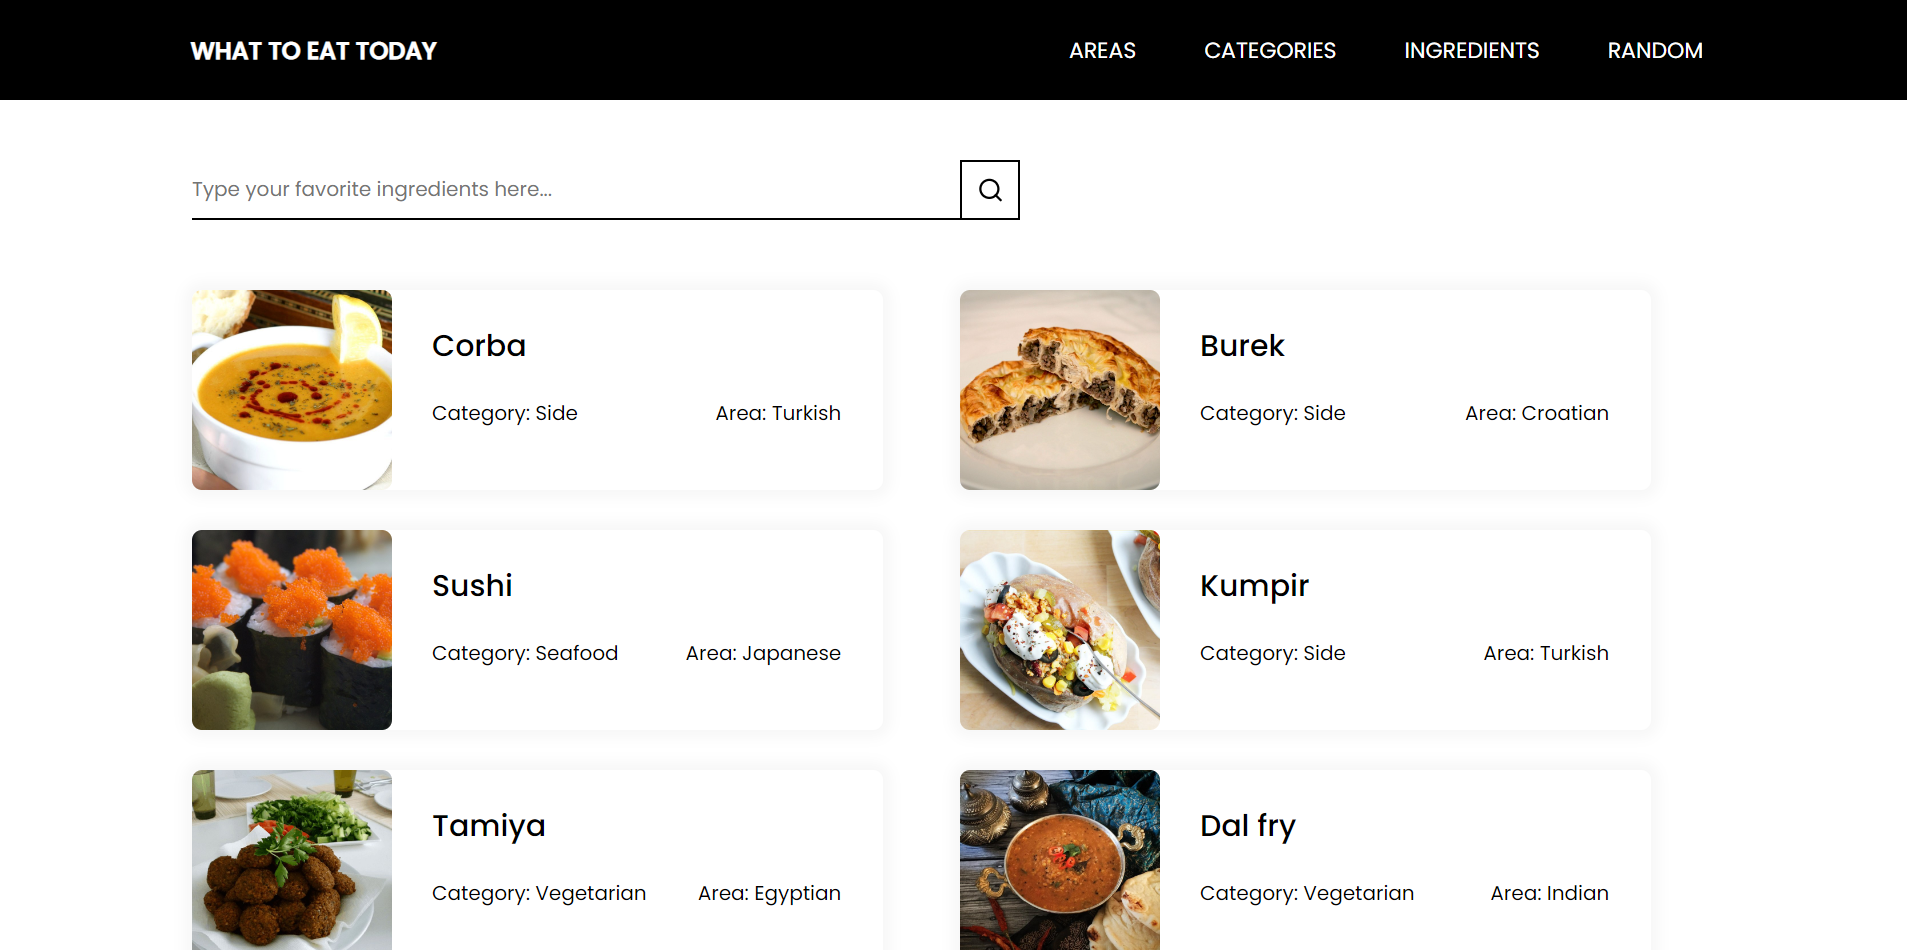 WHAT TO EAT TODAY
AREAS CATEGORIES INGREDIENTS RANDOM
Type your favorite ingredients here...
Corba
Category: Side Area: Turkish
Burek
Category: Side Area: Croatian
Sushi
Category: Seafood Area: Japanese
Kumpir
Category: Side Area: Turkish
Tamiya
Category: Vegetarian Area: Egyptian
Dal fry
Category: Vegetarian Area: Indian